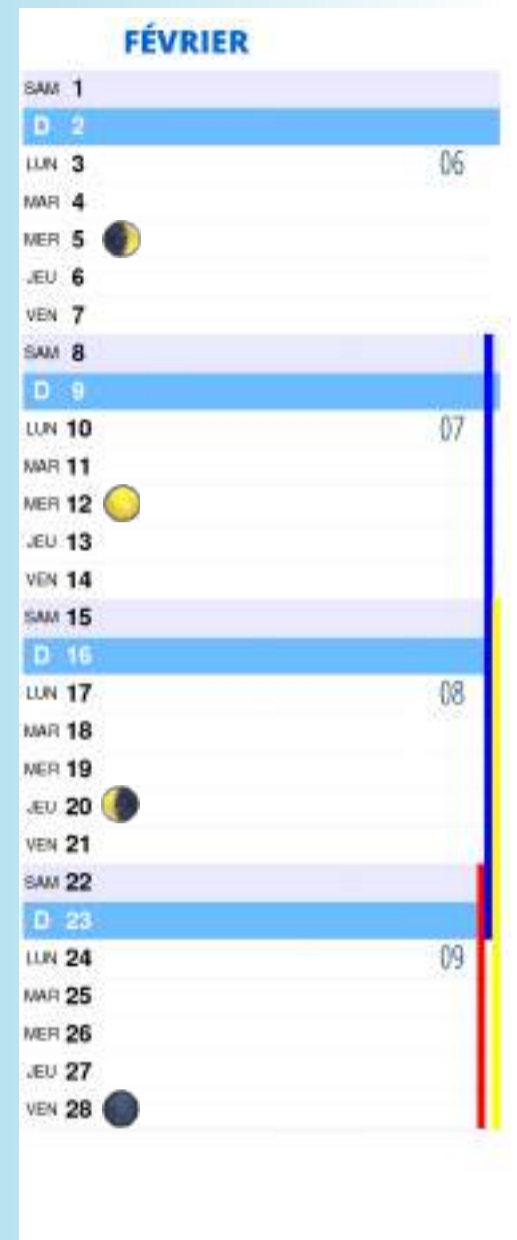 FÉVRIER
SAM 1
D 2
LUN 3 06
MAR 4
MER 5
JEU 6
VEN 7
SAM 8
D 9
LUN 10 07
MAR 11
MER 12
JEU 13
VEN 14
SAM 15
D 16
LUN 17 08
MAR 18
MER 19
JEU 20
VEN 21
SAM 22
D 23
LUN 24 09
MAR 25
MER 26
JEU 27
VEN 28